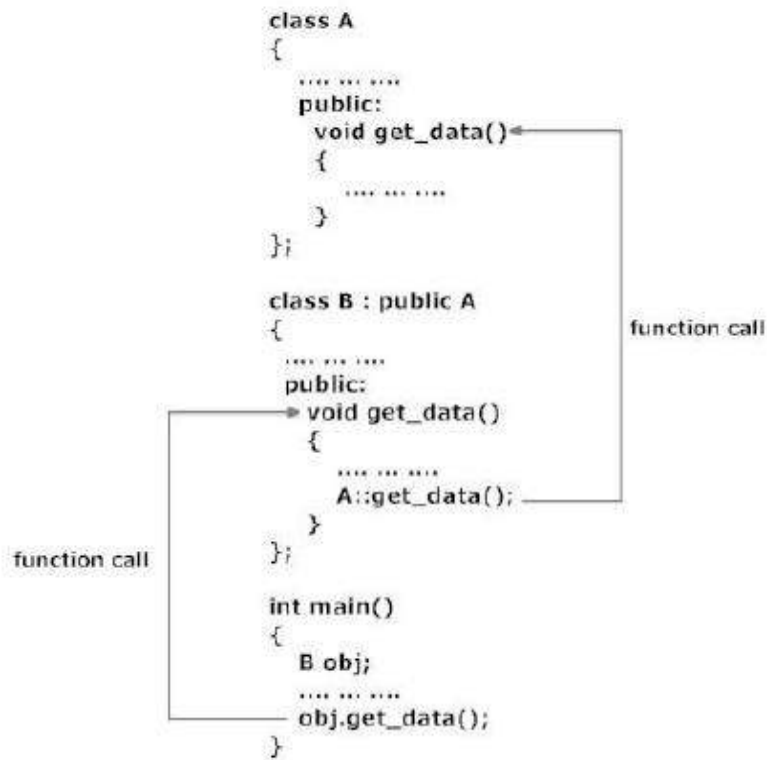 class A
{
.... ... ....
public:
void get_data()
{
.... ... ....
}
};
class B : public A
{
.... ... ....
public:
void get_data()
{
.... ... ....
A::get_data();
}
};
function call
function call
int main()
{
B obj;
.... ... ....
obj.get_data();
}